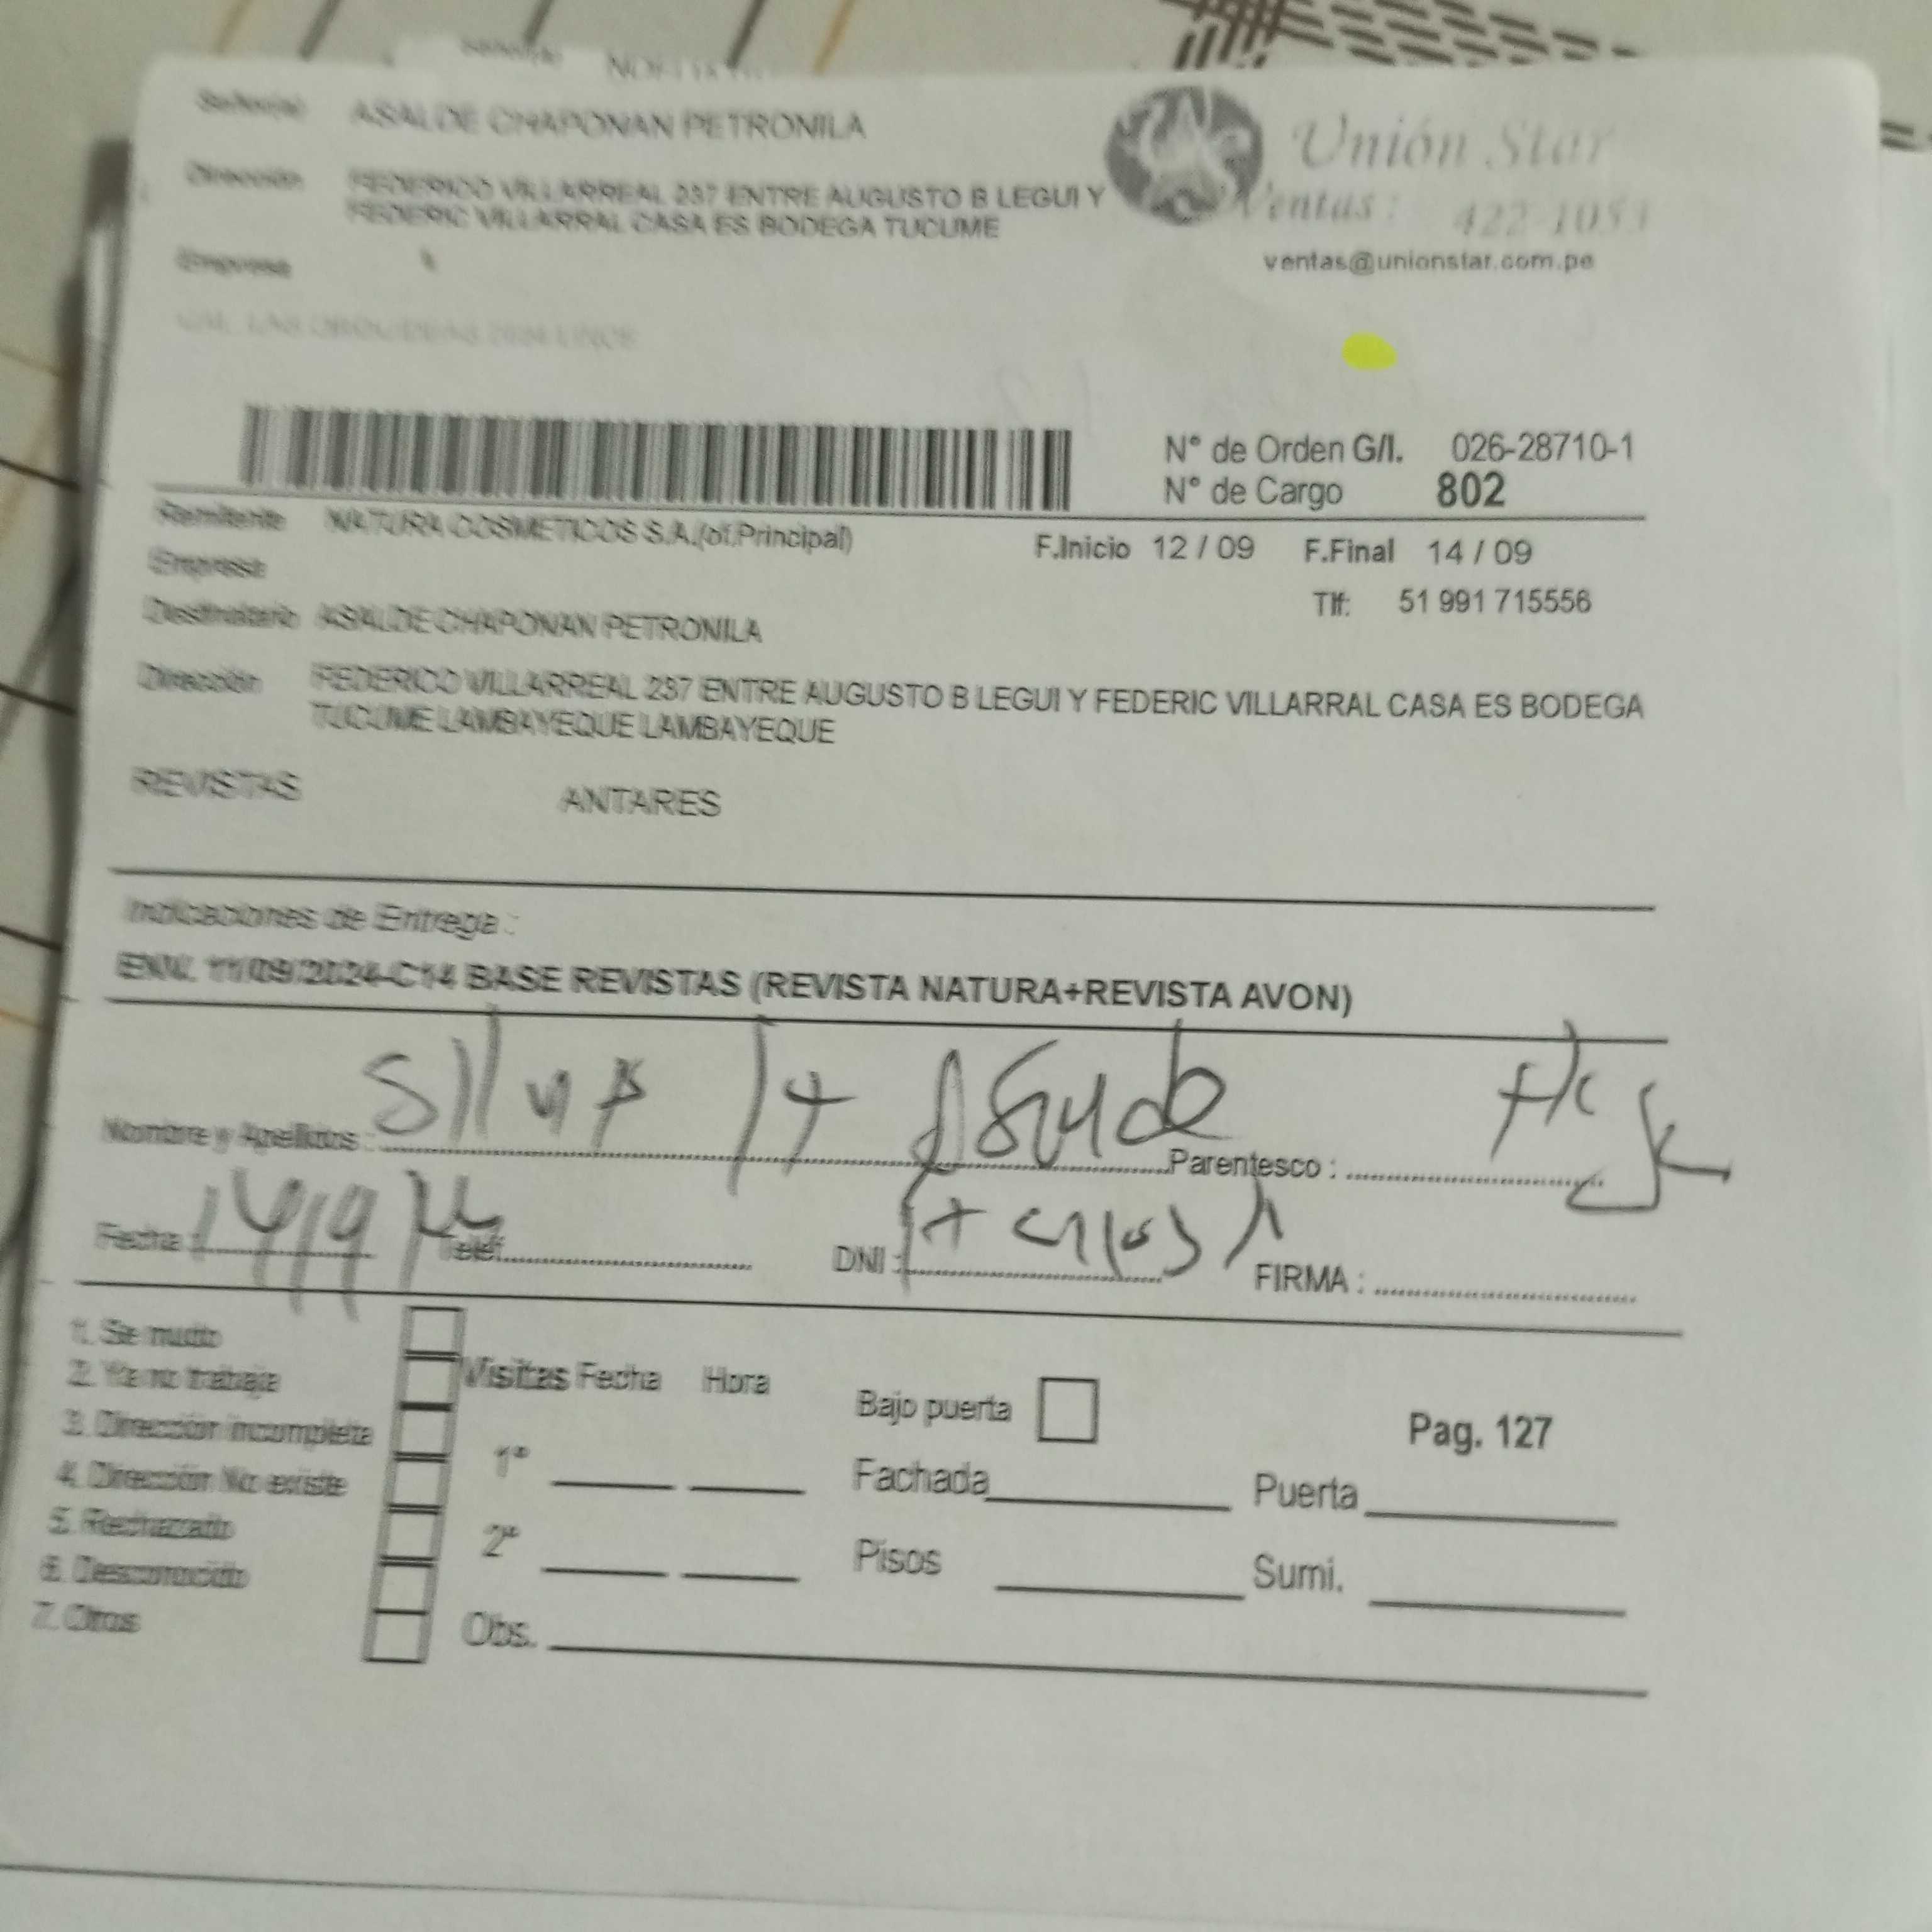 Señor(a) ASALDE CHAPONAN PETRONILA
Unión Star
Dirección FEDERICO VILLARREAL 237 ENTRE AUGUSTO B LEGUI Y
FEDERIC VILLARRAL CASA ES BODEGA TUCUME
Ventas: 422-1053
ventas@unionstar.com.pe
Empresa
N° de Orden G/I. 026-28710-1
N° de Cargo 802
Remitente NATURA COSMETICOS S.A.(of.Principal)
F.Inicio 12 / 09 F.Final 14 / 09
Empresa
Tlf: 51 991 715556
Destinatario ASALDE CHAPONAN PETRONILA
Dirección FEDERICO VILLARREAL 237 ENTRE AUGUSTO B LEGUI Y FEDERIC VILLARRAL CASA ES BODEGA
TUCUME LAMBAYEQUE LAMBAYEQUE
REVISTAS ANTARES
Indicaciones de Entrega :
ENV. 11/09/2024-C14 BASE REVISTAS (REVISTA NATURA+REVISTA AVON)
Nombre y Apellidos : Parentesco :
Fecha : Telef. DNI : FIRMA :
1. Se mudo
2. Ya no trabaja
3. Dirección incompleta
4. Dirección No existe
5. Rechazado
6. Desconocido
7. Otros
Visitas Fecha Hora
1ª
2ª
Obs.
Bajo puerta
Fachada Puerta
Pisos Sumi.
Pag. 127